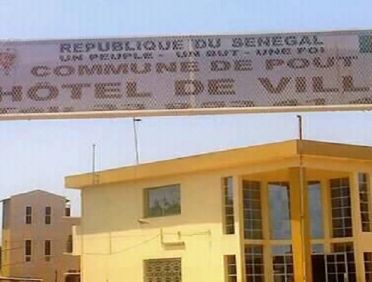 REPUBLIQUE DU SENEGAL
UN PEUPLE - UN BUT - UNE FOI
COMMUNE DE POUT
HÔTEL DE VILL